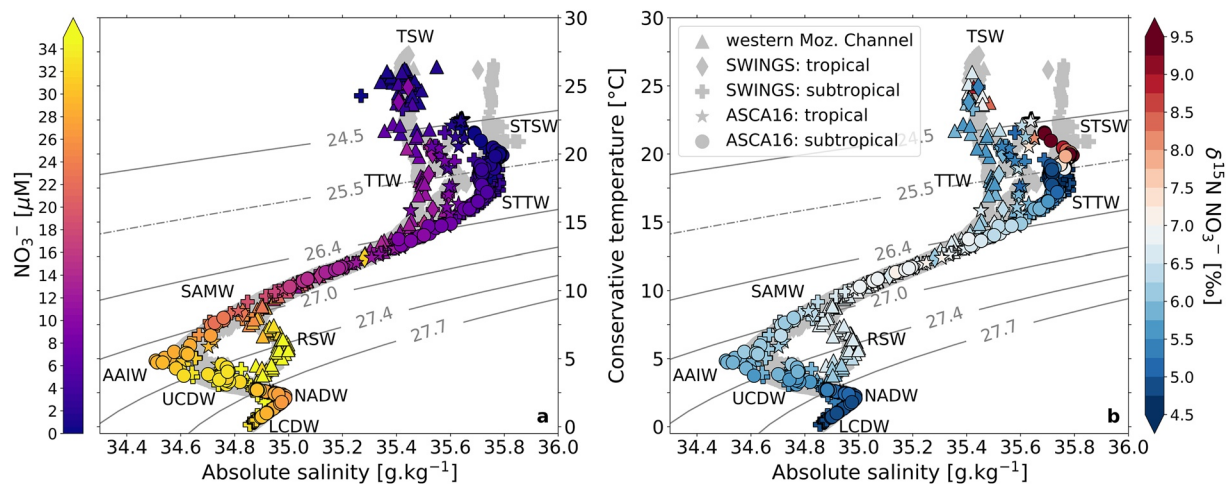 NO₃⁻ [μM]
34
32
30
28
26
24
22
20
18
16
14
12
10
8
6
4
2
0
TSW
24.5
STSW
TTW
25.5
STTW
26.4
SAMW
27.0
27.4
RSW
27.7
AAIW
UCDW
NADW
LCDW
a
30
25
20
15
10
5
0
34.4 34.6 34.8 35.0 35.2 35.4 35.6 35.8 36.0
Absolute salinity [g.kg⁻¹]
Conservative temperature [°C]
30
25
20
15
10
5
0
western Moz. Channel
SWINGS: tropical
SWINGS: subtropical
ASCA16: tropical
ASCA16: subtropical
TSW
24.5
STSW
TTW
25.5
STTW
26.4
SAMW
27.0
27.4
RSW
27.7
AAIW
UCDW
NADW
LCDW
b
34.4 34.6 34.8 35.0 35.2 35.4 35.6 35.8 36.0
Absolute salinity [g.kg⁻¹]
9.5
9.0
8.5
8.0
7.5
7.0
6.5
6.0
5.5
5.0
4.5
δ¹⁵N NO₃⁻ [‰]